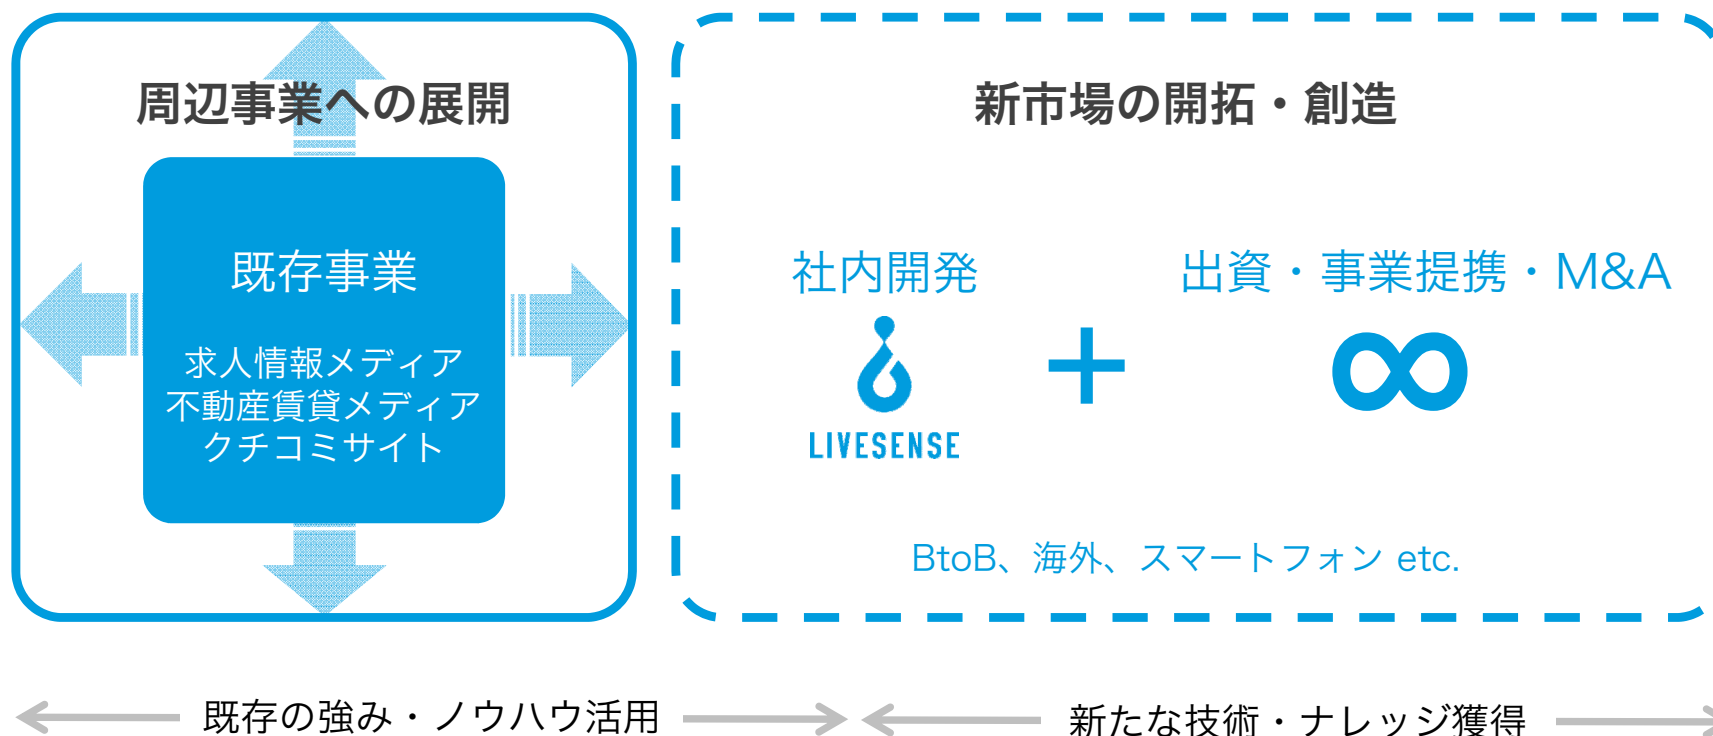 周辺事業への展開
既存事業
求人情報メディア
不動産賃貸メディア
クチコミサイト
新市場の開拓・創造
社内開発
LIVESENSE
+
出資・事業提携・M&A
∞
BtoB、海外、スマートフォン etc.
既存の強み・ノウハウ活用
新たな技術・ナレッジ獲得